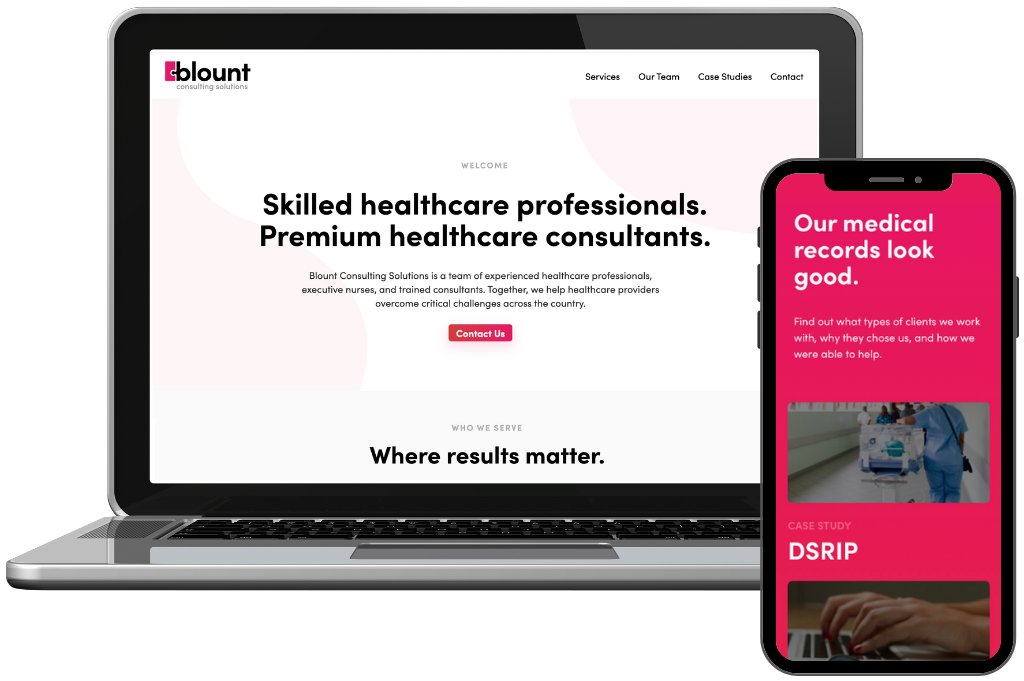 blount
consulting solutions
Services Our Team Case Studies Contact
WELCOME
Skilled healthcare professionals.
Premium healthcare consultants.
Blount Consulting Solutions is a team of experienced healthcare professionals,
executive nurses, and trained consultants. Together, we help healthcare providers
overcome critical challenges across the country.
Contact Us
WHO WE SERVE
Where results matter.
Our medical
records look
good.
Find out what types of clients we work
with, why they chose us, and how we
were able to help.
CASE STUDY
DSRIP